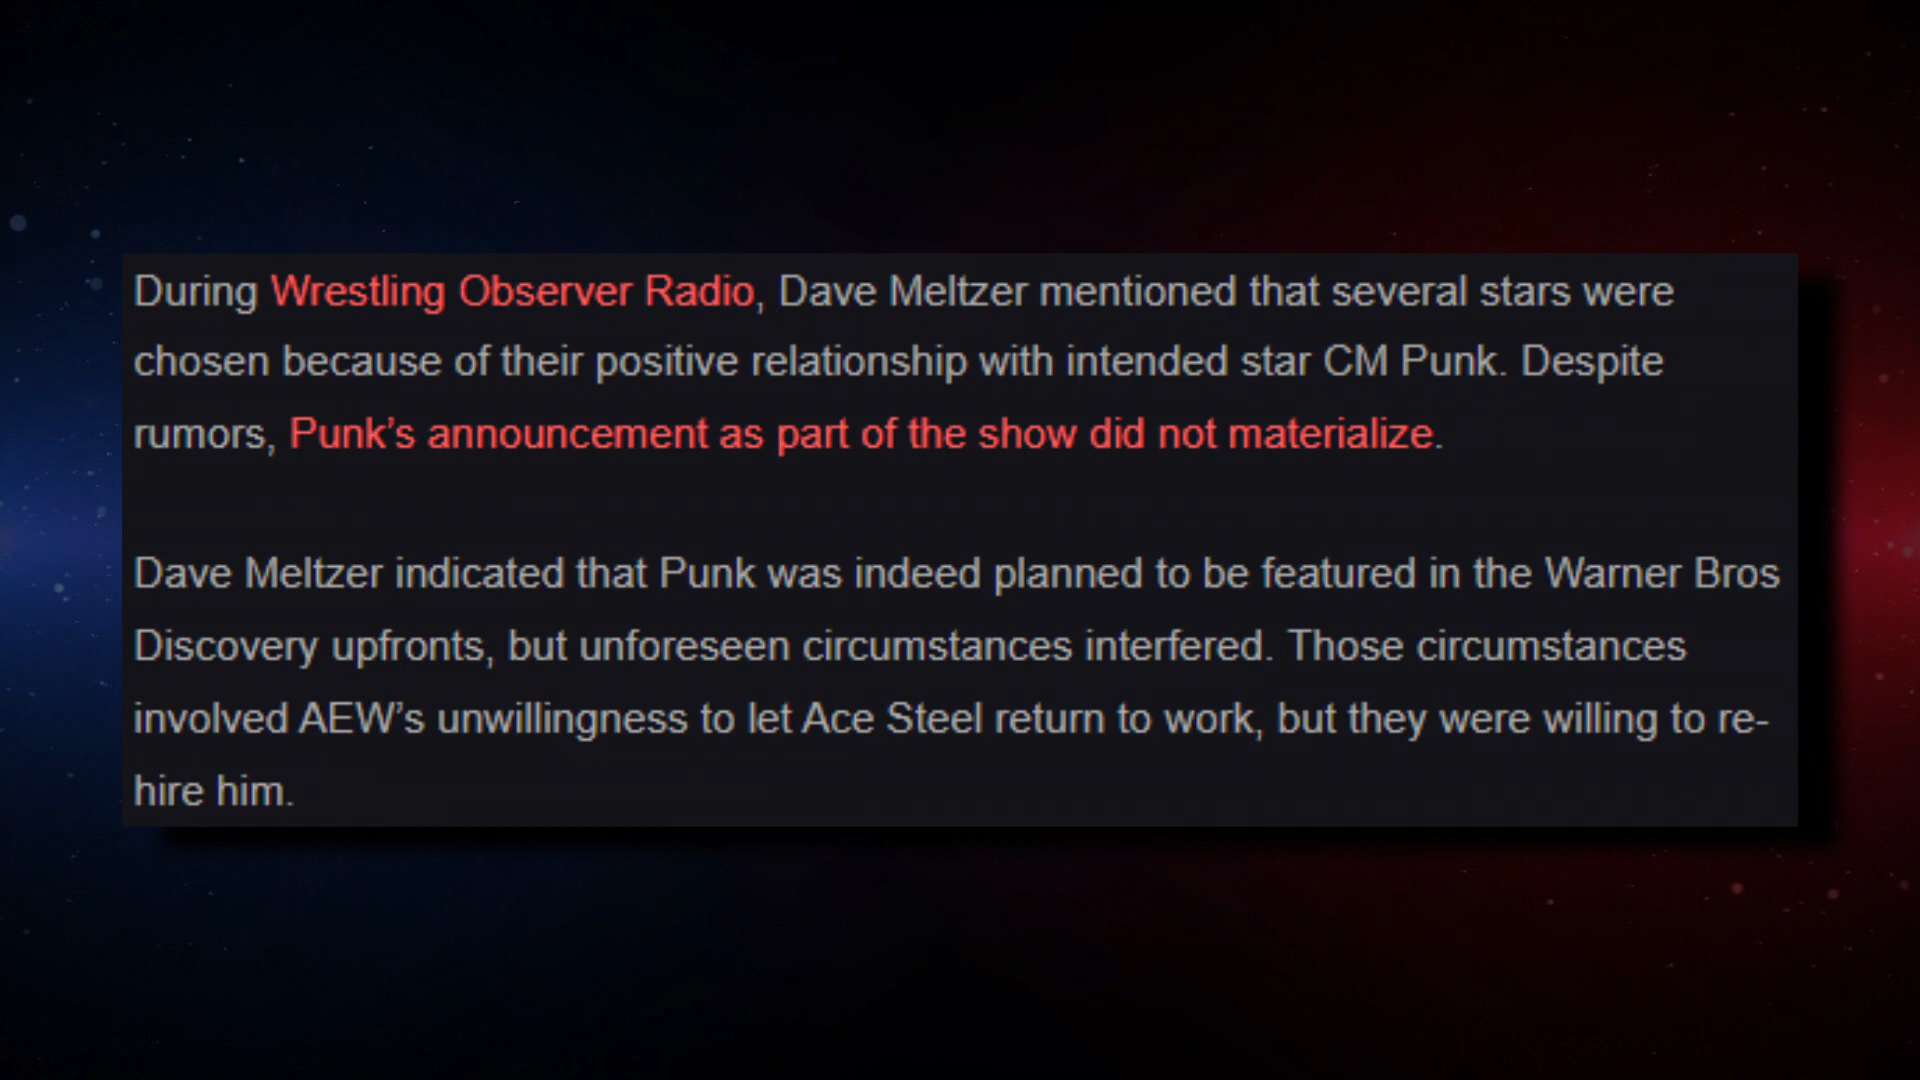 During Wrestling Observer Radio, Dave Meltzer mentioned that several stars were
chosen because of their positive relationship with intended star CM Punk. Despite
rumors, Punk’s announcement as part of the show did not materialize.
Dave Meltzer indicated that Punk was indeed planned to be featured in the Warner Bros
Discovery upfronts, but unforeseen circumstances interfered. Those circumstances
involved AEW’s unwillingness to let Ace Steel return to work, but they were willing to re-
hire him.